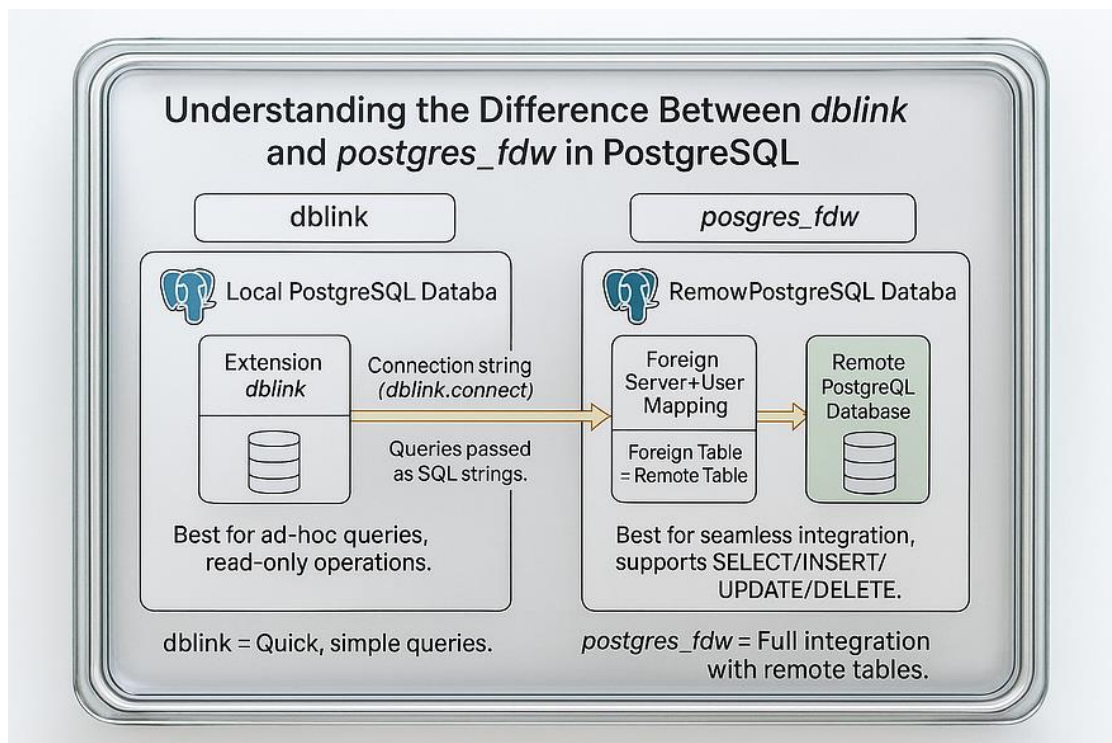 Understanding the Difference Between dblink
and postgres_fdw in PostgreSQL
dblink
Local PostgreSQL Databa
Extension
dblink
Connection string
(dblink.connect)
Queries passed
as SQL strings.
Best for ad-hoc queries,
read-only operations.
dblink = Quick, simple queries.
posgres_fdw
RemowPostgreSQL Databa
Foreign
Server+User
Mapping
Foreign Table
= Remote Table
Remote
PostgreQL
Database
Best for seamless integration,
supports SELECT/INSERT/
UPDATE/DELETE.
postgres_fdw = Full integration
with remote tables.